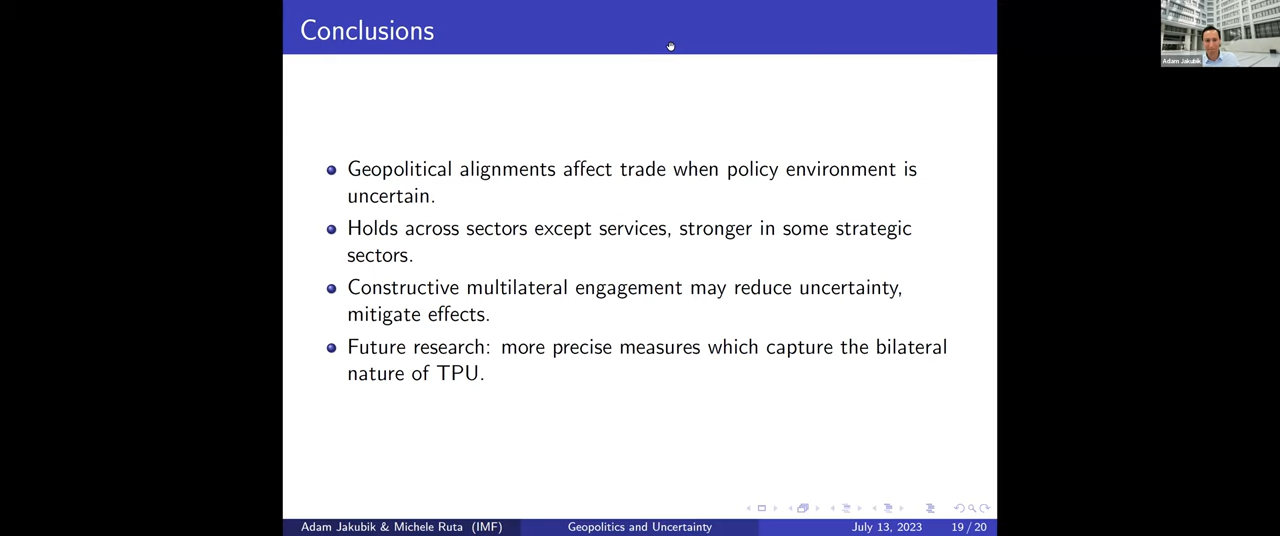 Conclusions
Adam Jakubik
Geopolitical alignments affect trade when policy environment is
uncertain.
Holds across sectors except services, stronger in some strategic
sectors.
Constructive multilateral engagement may reduce uncertainty,
mitigate effects.
Future research: more precise measures which capture the bilateral
nature of TPU.
Adam Jakubik & Michele Ruta (IMF) Geopolitics and Uncertainty July 13, 2023 19 / 20